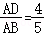 AD/AB = 4/5